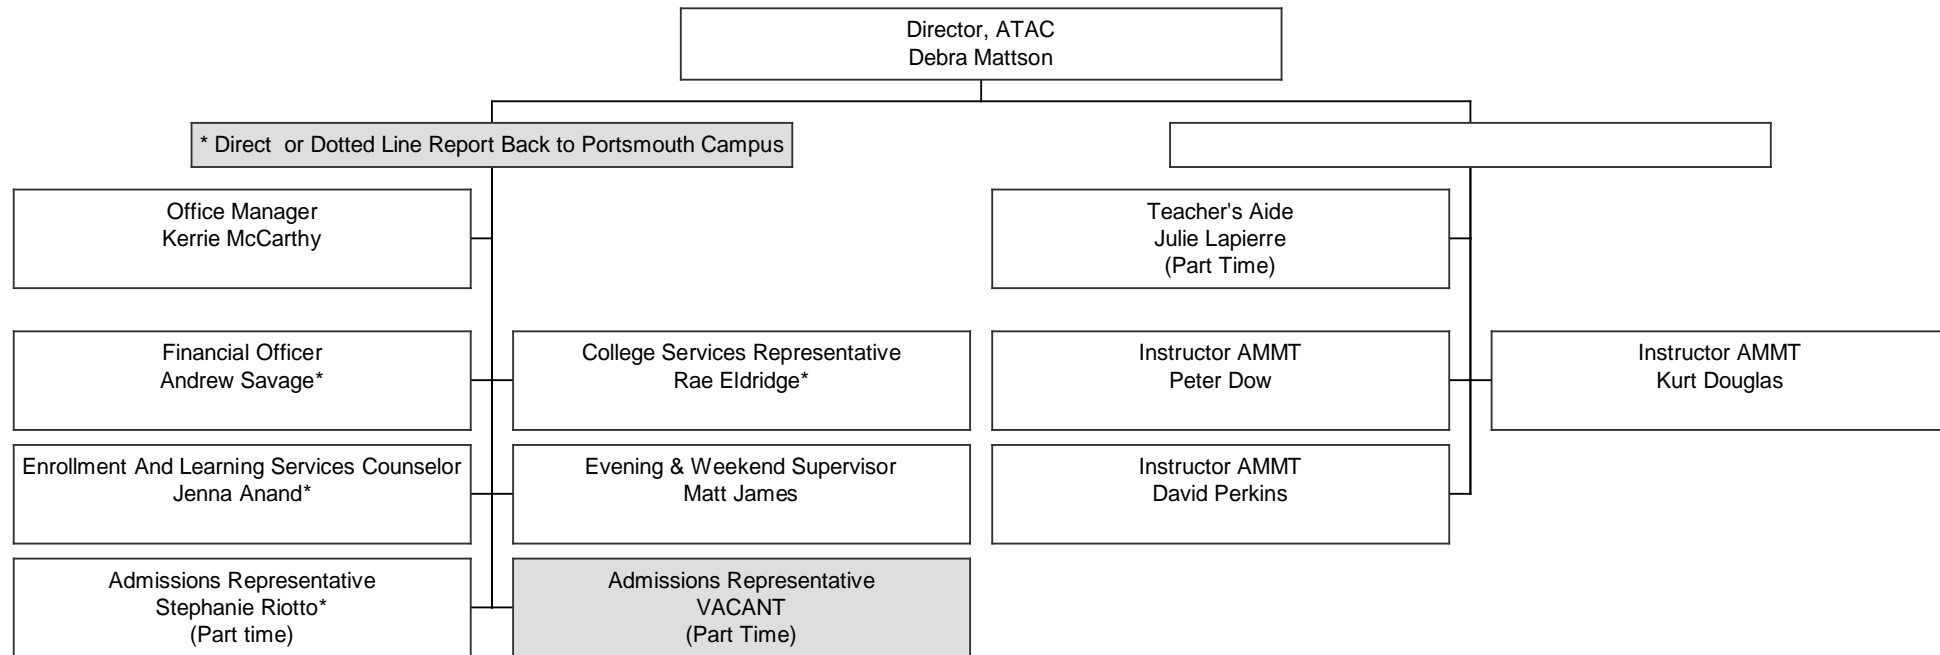 Director, ATAC
Debra Mattson
* Direct  or Dotted Line Report Back to Portsmouth Campus
Office Manager
Kerrie McCarthy
Teacher's Aide
Julie Lapierre
(Part Time)
Financial Officer
Andrew Savage*
College Services Representative
Rae Eldridge*
Instructor AMMT
Peter Dow
Instructor AMMT
Kurt Douglas
Enrollment And Learning Services Counselor
Jenna Anand*
Evening & Weekend Supervisor
Matt James
Instructor AMMT
David Perkins
Admissions Representative
Stephanie Riotto*
(Part time)
Admissions Representative
VACANT
(Part Time)